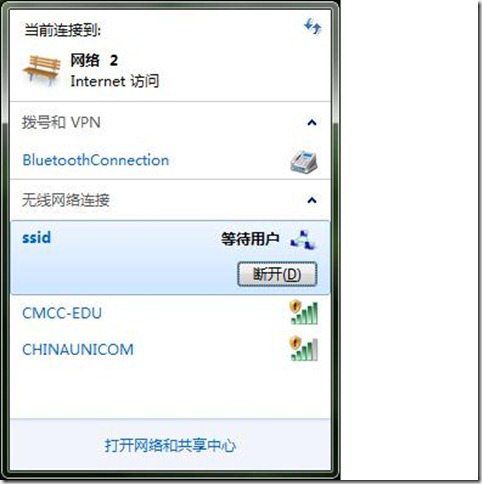 当前连接到:
网络 2
Internet 访问
拨号和 VPN
BluetoothConnection
无线网络连接
ssid 等待用户
断开(D)
CMCC-EDU
CHINAUNICOM
打开网络和共享中心